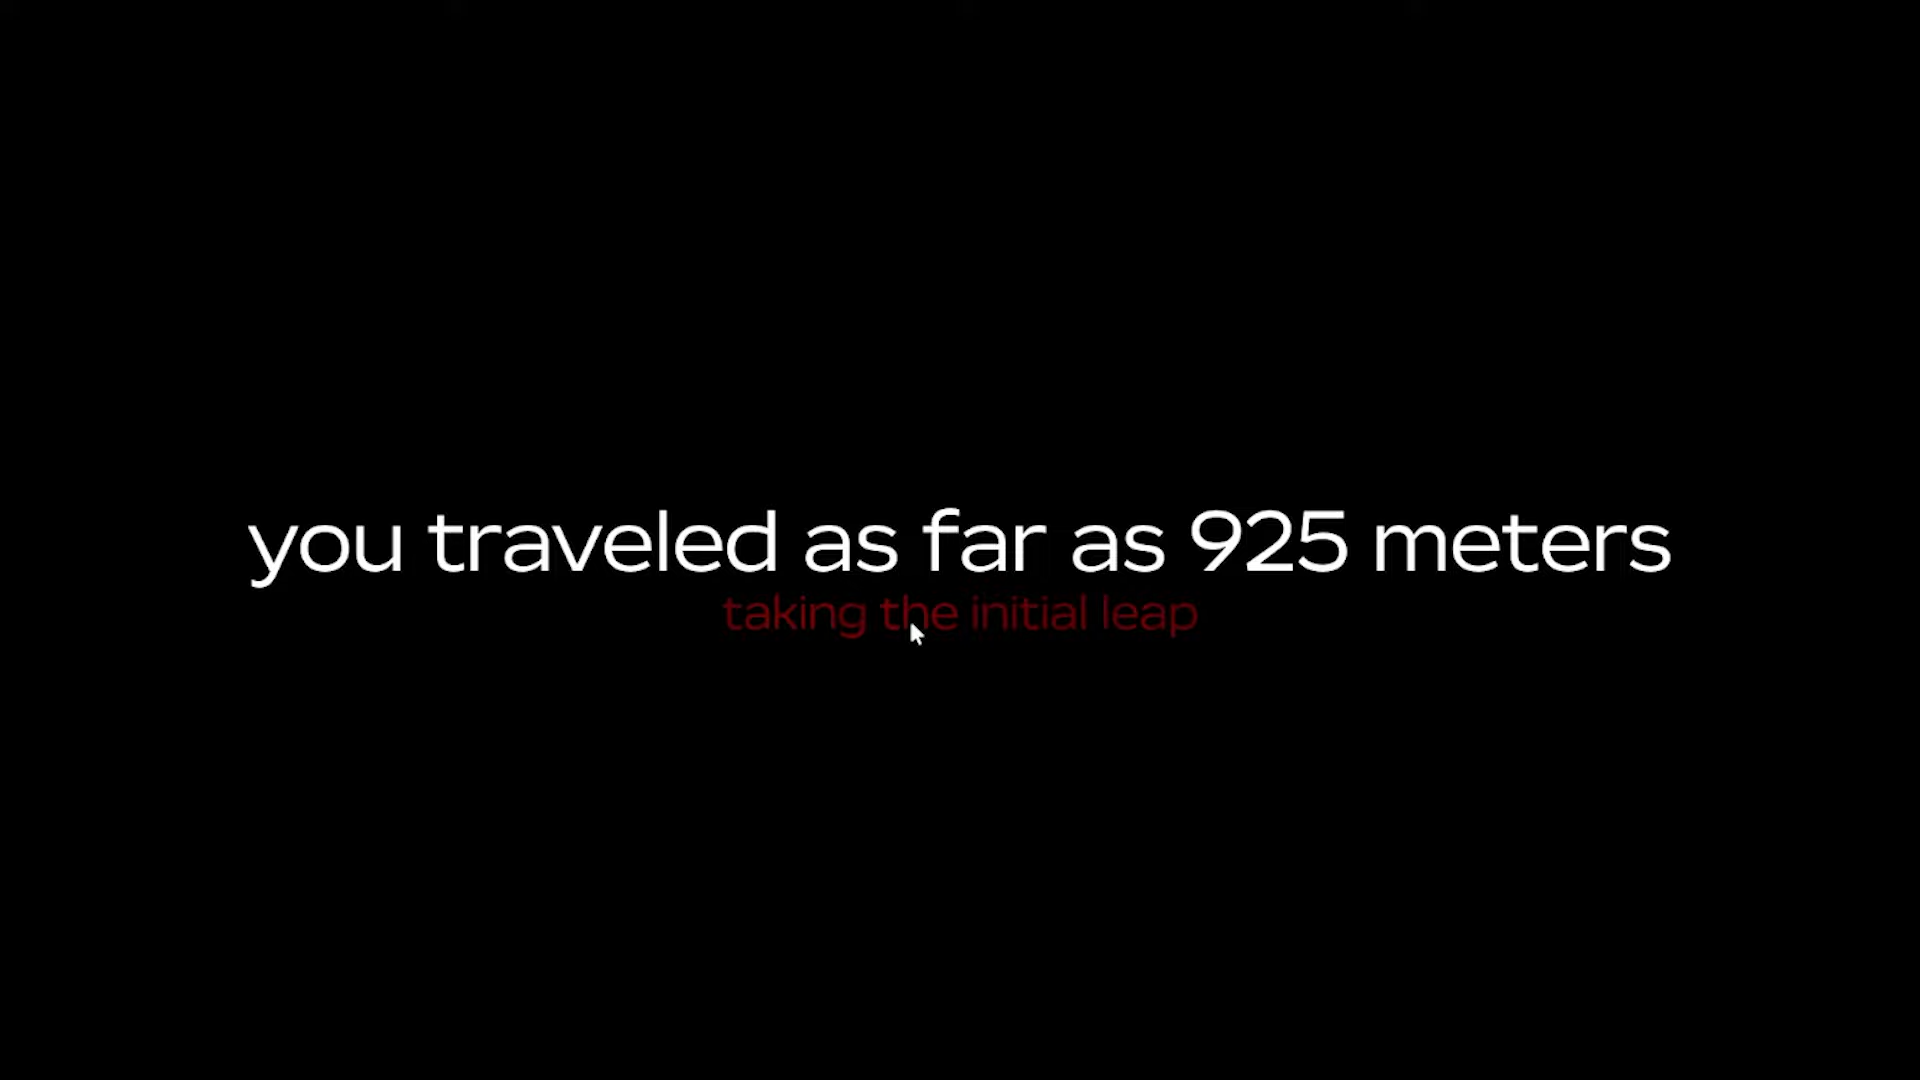 you traveled as far as 925 meters
taking the initial leap